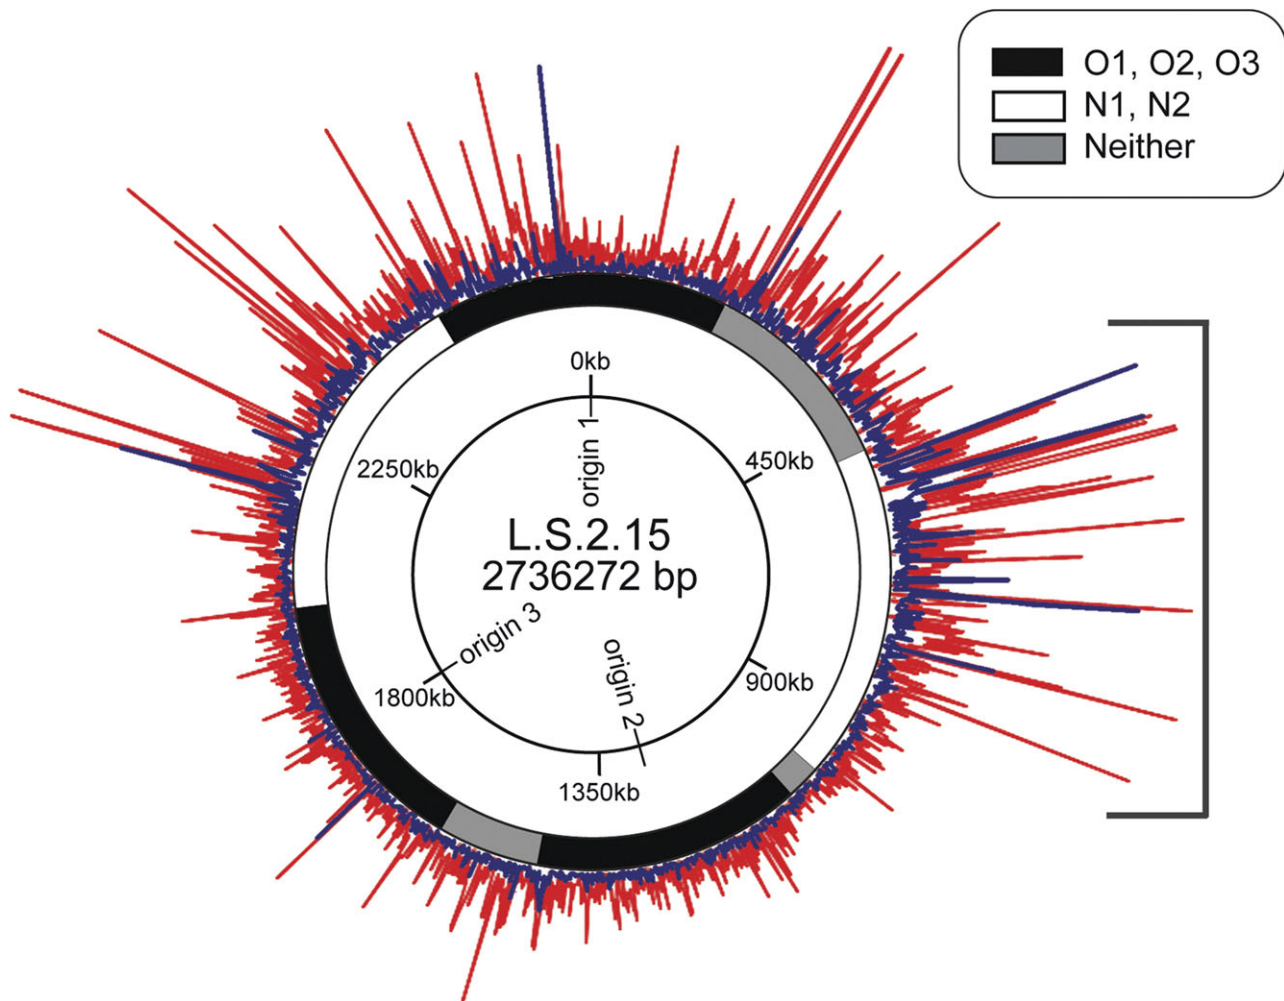 O1, O2, O3
N1, N2
Neither
0kb
origin 1
450kb
2250kb
L.S.2.15
2736272 bp
origin 3
origin 2
900kb
1800kb
1350kb